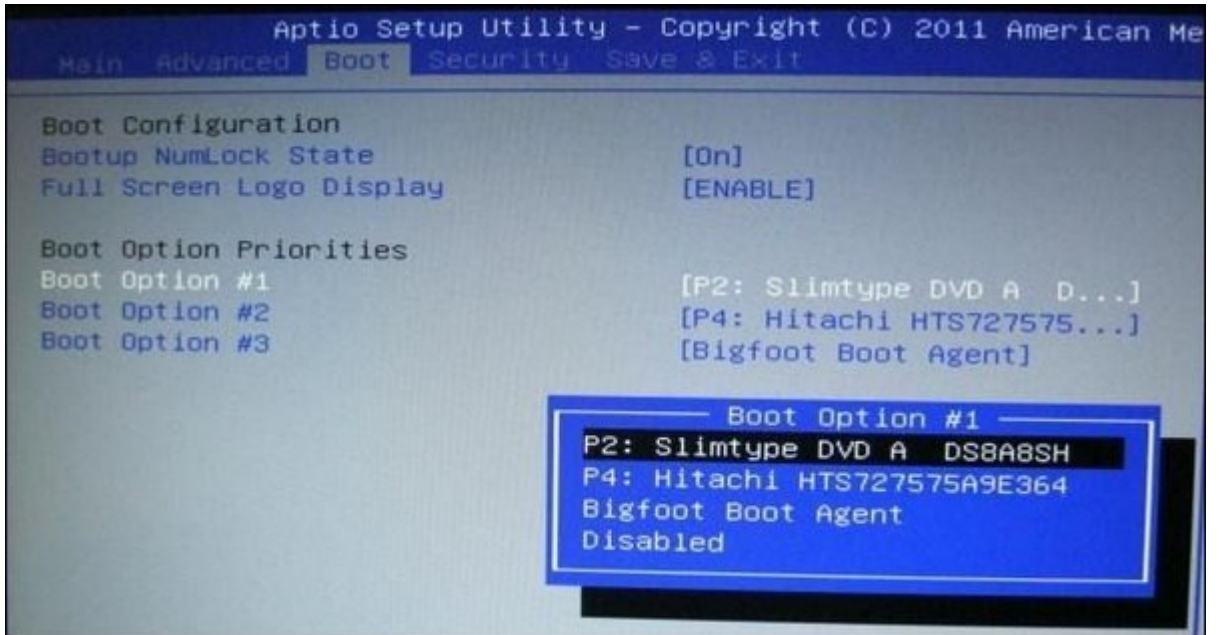 Aptio Setup Utility – Copyright (C) 2011 American Me
Main Advanced Boot Security Save & Exit
Boot Configuration
Bootup NumLock State [On]
Full Screen Logo Display [ENABLE]
Boot Option Priorities
Boot Option #1 [P2: Slimtype DVD A D...]
Boot Option #2 [P4: Hitachi HTS727575...]
Boot Option #3 [Bigfoot Boot Agent]
Boot Option #1
P2: Slimtype DVD A DS8A8SH
P4: Hitachi HTS727575A9E364
Bigfoot Boot Agent
Disabled